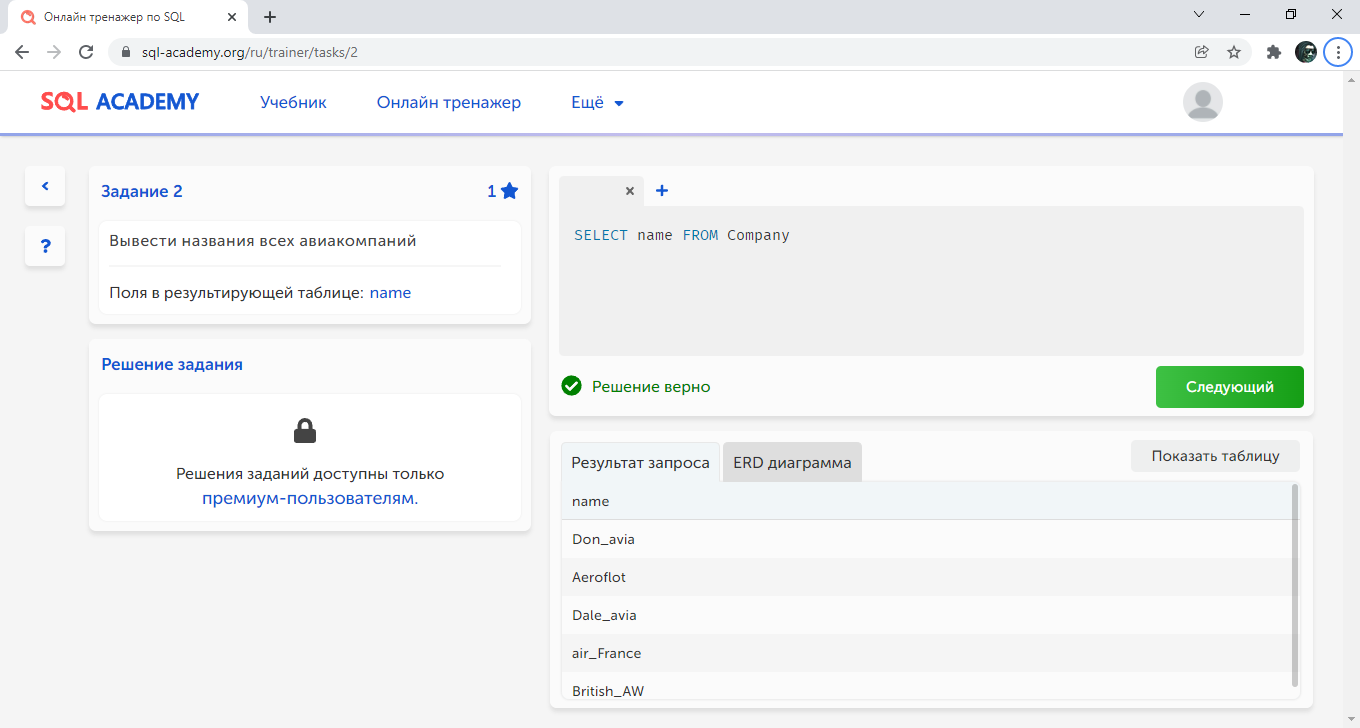 Онлайн тренажер по SQL
sql-academy.org/ru/trainer/tasks/2
SQL ACADEMY
Учебник
Онлайн тренажер
Ещё
Задание 2
1
Вывести названия всех авиакомпаний
Поля в результирующей таблице: name
Решение задания
Решения заданий доступны только
премиум-пользователям.
?
SELECT name FROM Company
Решение верно
Следующий
Результат запроса
ERD диаграмма
Показать таблицу
name
Don_avia
Aeroflot
Dale_avia
air_France
British_AW